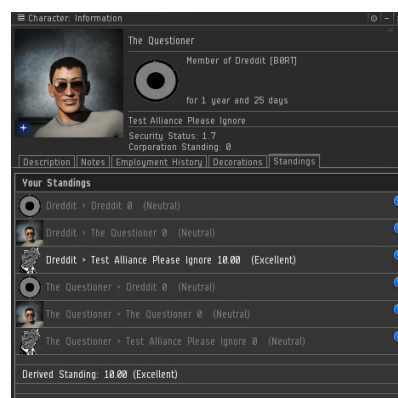 Character: Information
The Questioner
Member of Dreddit [B0RT]
for 1 year and 25 days
Test Alliance Please Ignore
Security Status: 1.7
Corporation Standing: 0
Description Notes Employment History Decorations Standings
Your Standings
Dreddit > Dreddit 0 (Neutral)
Dreddit > The Questioner 0 (Neutral)
Dreddit > Test Alliance Please Ignore 10.00 (Excellent)
The Questioner > Dreddit 0 (Neutral)
The Questioner > The Questioner 0 (Neutral)
The Questioner > Test Alliance Please Ignore 0 (Neutral)
Derived Standing: 10.00 (Excellent)